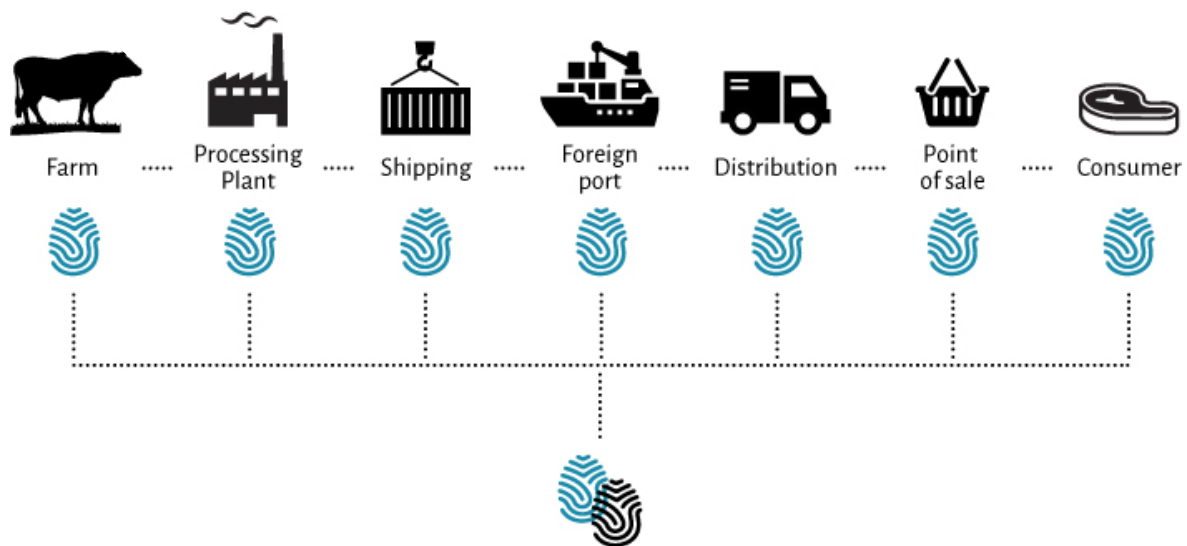 Farm
Processing
Plant
Shipping
Foreign
port
Distribution
Point
of sale
Consumer